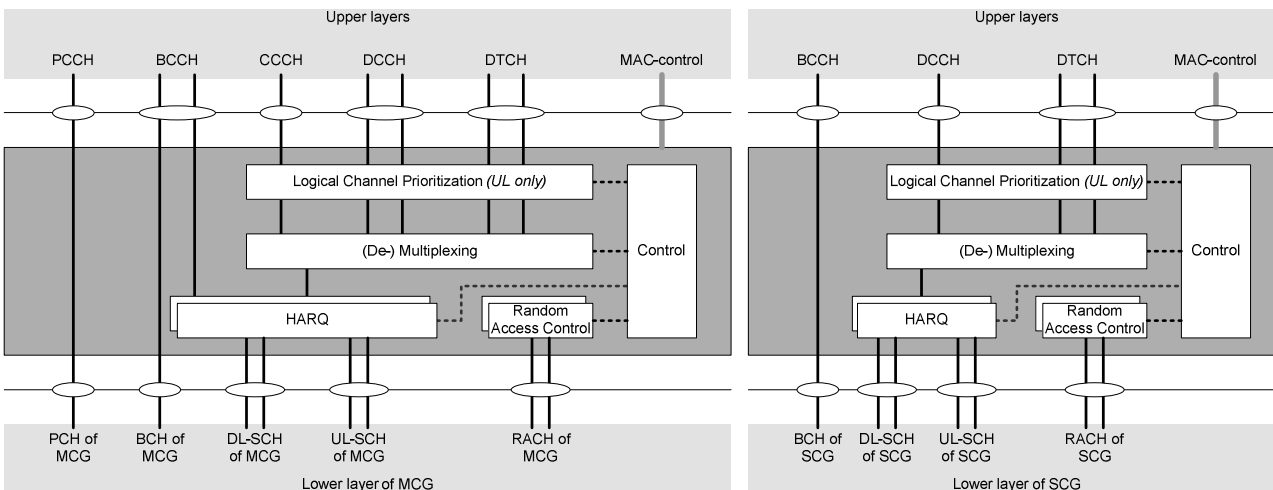 Upper layers
PCCH BCCH CCCH DCCH DTCH MAC-control
Logical Channel Prioritization (UL only)
(De-) Multiplexing
Control
HARQ
Random
Access Control
PCH of
MCG
BCH of
MCG
DL-SCH
of MCG
UL-SCH
of MCG
RACH of
MCG
Lower layer of MCG
Upper layers
BCCH DCCH DTCH MAC-control
Logical Channel Prioritization (UL only)
(De-) Multiplexing
Control
HARQ
Random
Access Control
BCH of
SCG
DL-SCH
of SCG
UL-SCH
of SCG
RACH of
SCG
Lower layer of SCG